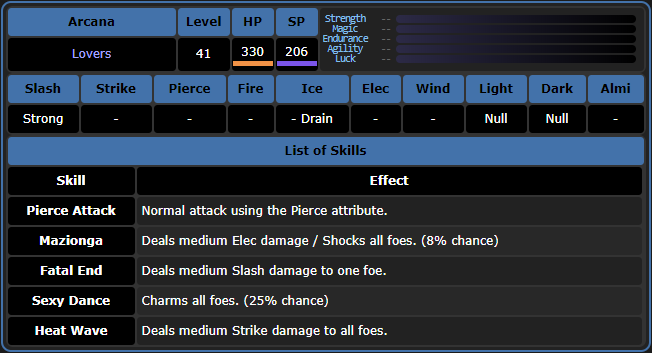 Arcana Level HP SP
Lovers 41 330 206
Strength --
Magic --
Endurance --
Agility --
Luck --
Slash Strike Pierce Fire Ice Elec Wind Light Dark Almi
Strong - - - - Drain - - Null Null -
List of Skills
Skill Effect
Pierce Attack Normal attack using the Pierce attribute.
Mazionga Deals medium Elec damage / Shocks all foes. (8% chance)
Fatal End Deals medium Slash damage to one foe.
Sexy Dance Charms all foes. (25% chance)
Heat Wave Deals medium Strike damage to all foes.